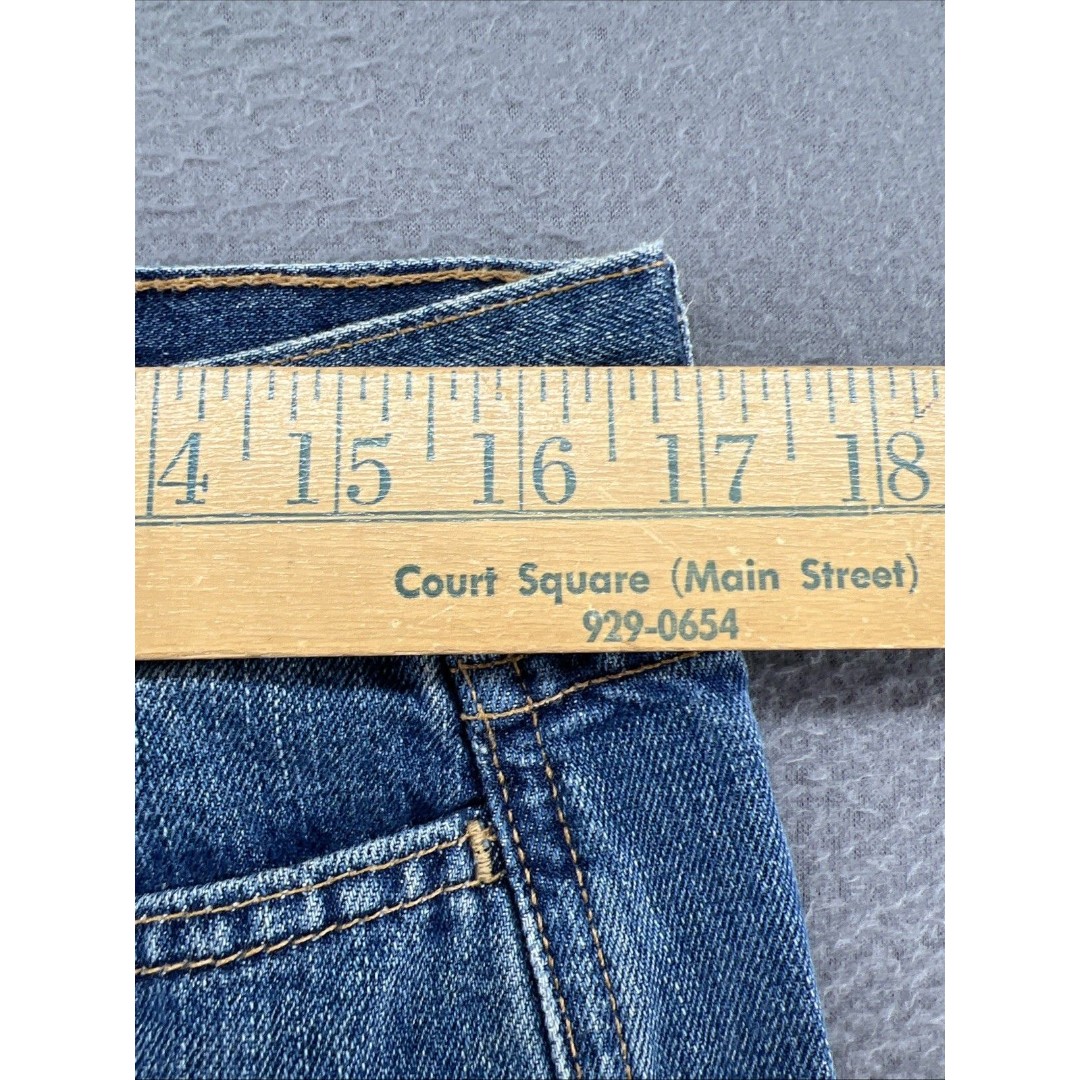 4 15 16 17 18
Court Square (Main Street)
929-0654